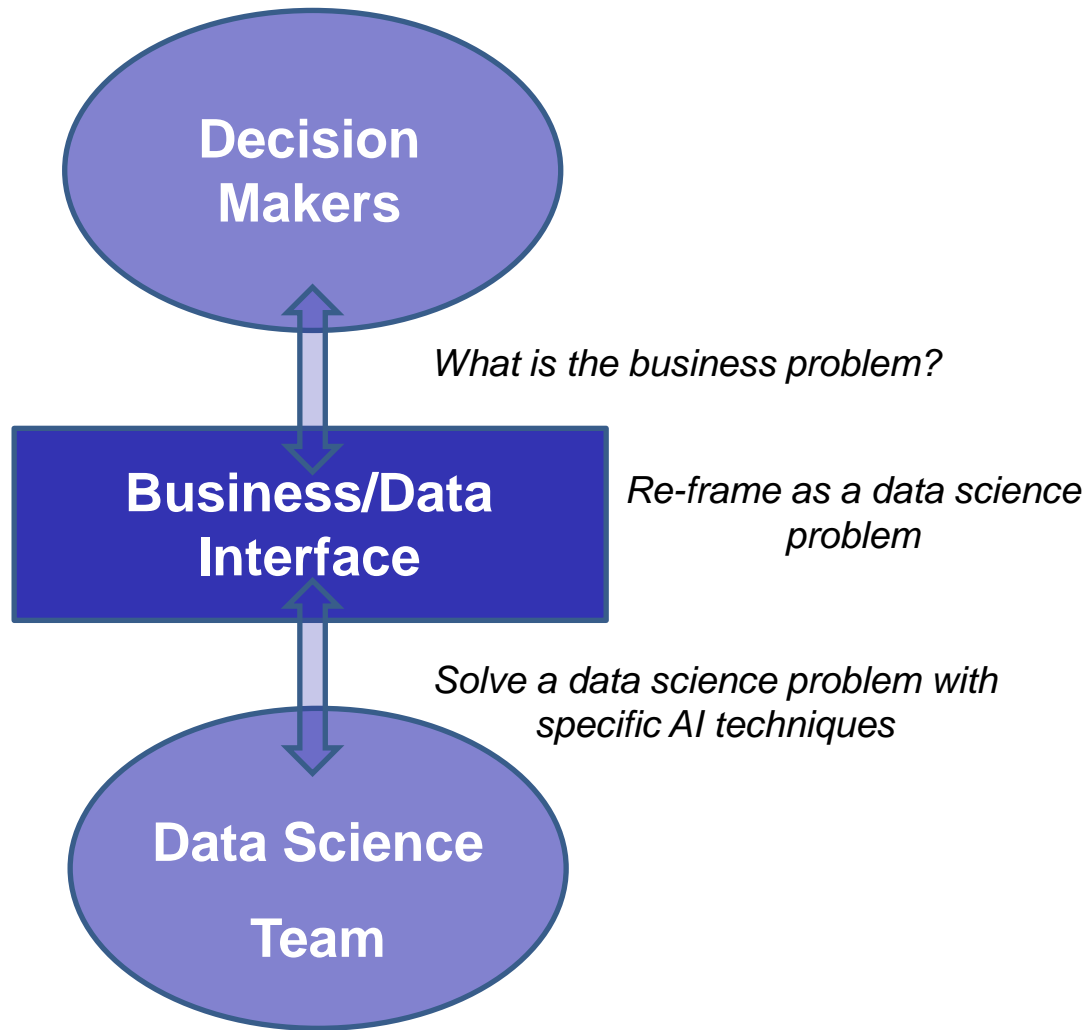 Decision
Makers
What is the business problem?
Business/Data
Interface
Re-frame as a data science
problem
Solve a data science problem with
specific AI techniques
Data Science
Team